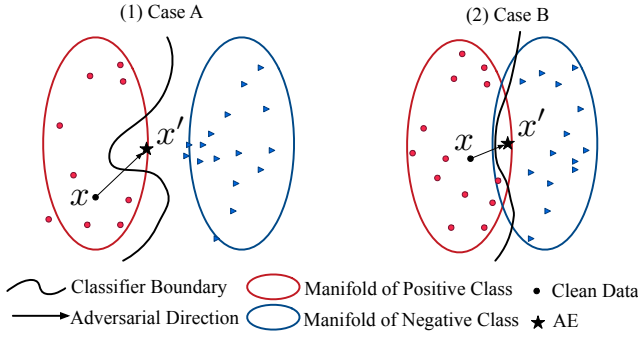 (1) Case A
(2) Case B
x
x′
x
x′
Classifier Boundary
Manifold of Positive Class
Clean Data
Adversarial Direction
Manifold of Negative Class
AE